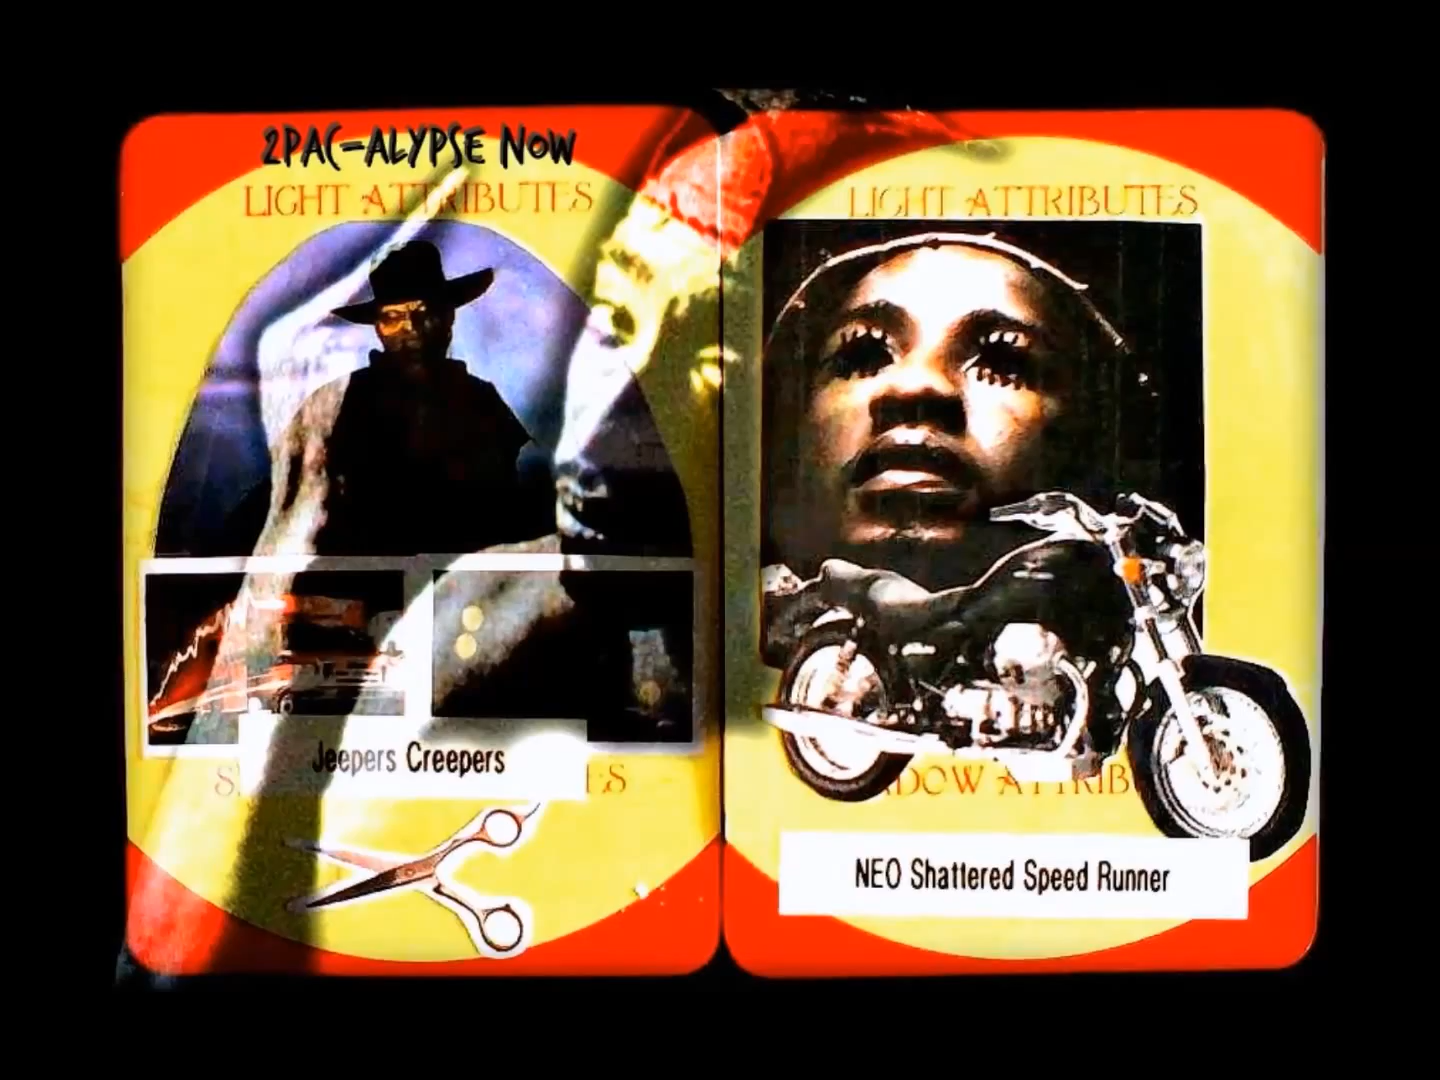 2PAC-ALYPSE NOW
LIGHT ATTRIBUTES
Jeepers Creepers
LIGHT ATTRIBUTES
NEO Shattered Speed Runner